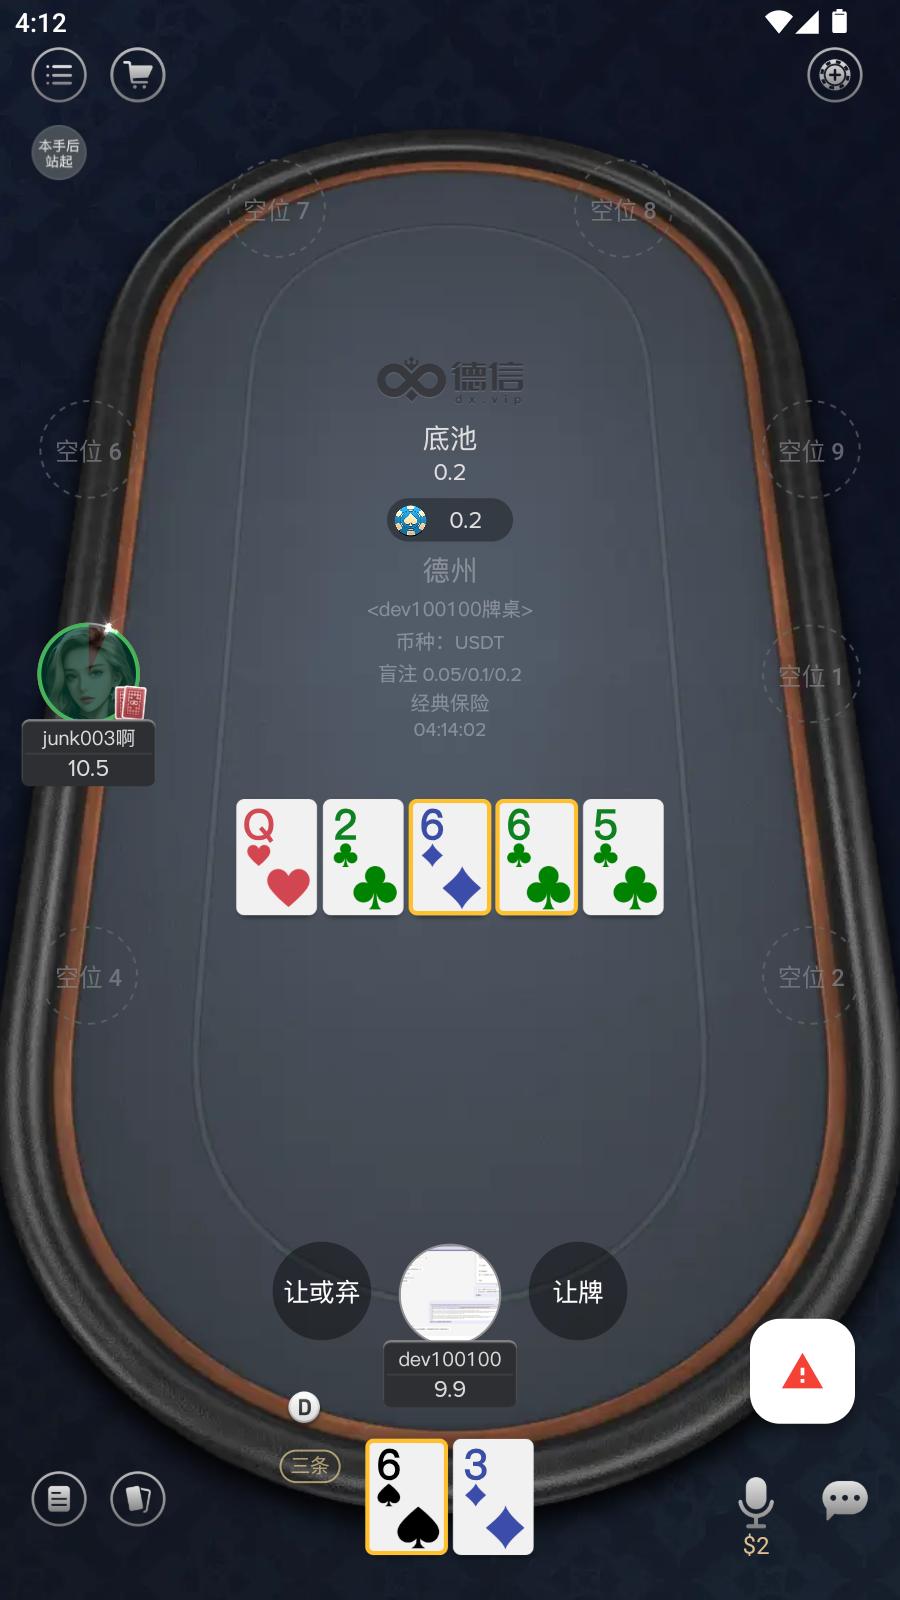 4:12
本手后
站起
空位 7
空位 8
德信
dx.vip
底池
0.2
0.2
空位 6
空位 9
德州
<dev100100牌桌>
币种：USDT
盲注 0.05/0.1/0.2
经典保险
04:14:02
空位 1
junk003啊
10.5
Q
2
6
6
5
空位 4
空位 2
让或弃
让牌
dev100100
9.9
D
三条
6
3
$2